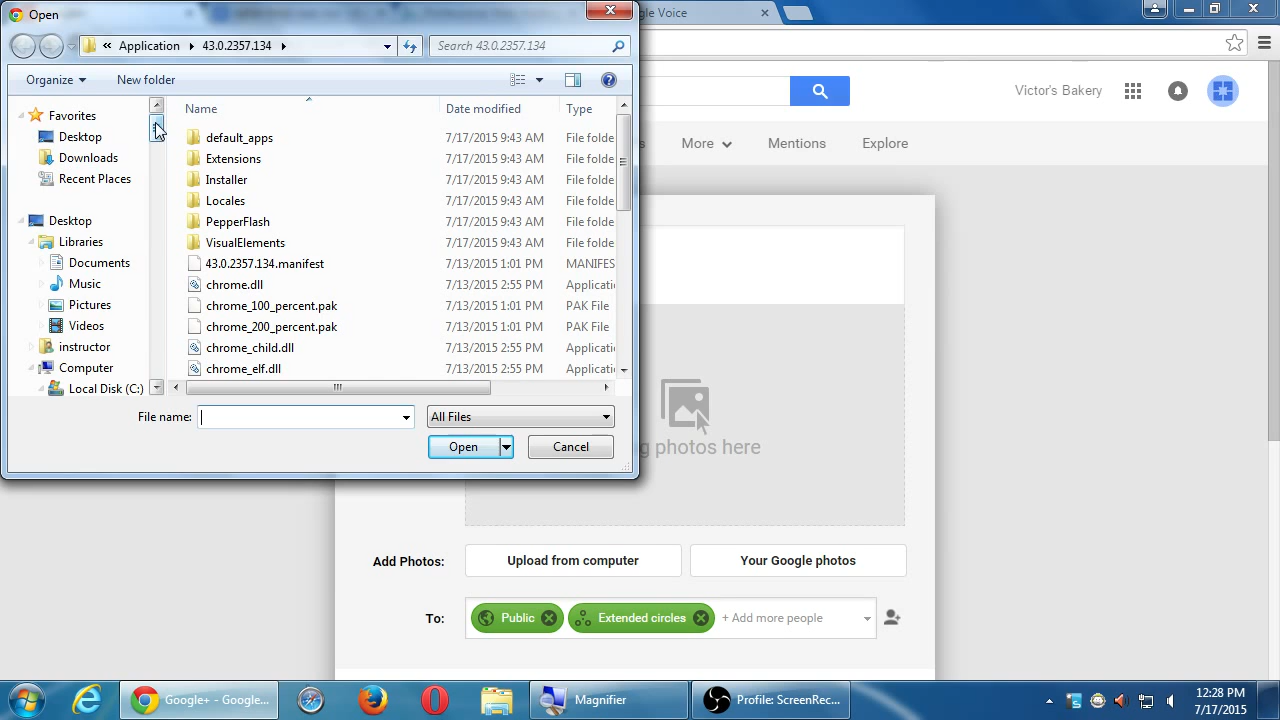 Open
gle Voice
« Application 43.0.2357.134
Search 43.0.2357.134
Organize
New folder
Victor's Bakery
Favorites
Desktop
Downloads
Recent Places
Desktop
Libraries
Documents
Music
Pictures
Videos
instructor
Computer
Local Disk (C:)
Name Date modified Type
default_apps 7/17/2015 9:43 AM File folde
Extensions 7/17/2015 9:43 AM File folde
Installer 7/17/2015 9:43 AM File folde
Locales 7/17/2015 9:43 AM File folde
PepperFlash 7/17/2015 9:43 AM File folde
VisualElements 7/17/2015 9:43 AM File folde
43.0.2357.134.manifest 7/13/2015 1:01 PM MANIFES
chrome.dll 7/13/2015 2:55 PM Applicati
chrome_100_percent.pak 7/13/2015 1:01 PM PAK File
chrome_200_percent.pak 7/13/2015 1:01 PM PAK File
chrome_child.dll 7/13/2015 2:55 PM Applicati
chrome_elf.dll 7/13/2015 2:55 PM Applicati
File name:
All Files
Open
Cancel
s More Mentions Explore
g photos here
Add Photos: Upload from computer Your Google photos
To: Public Extended circles + Add more people
Google+ - Google...
Magnifier
Profile: ScreenRec...
12:28 PM
7/17/2015